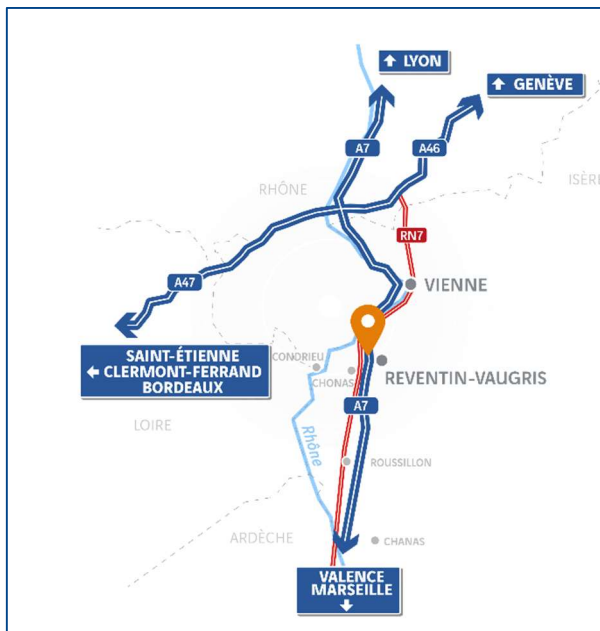 ↑ LYON
↑ GENÈVE
A7
A46
RHÔNE
ISÈR
RN7
A47
VIENNE
SAINT-ÉTIENNE
← CLERMONT-FERRAND
BORDEAUX
CONDRIEU
CHONAS
REVENTIN-VAUGRIS
A7
LOIRE
Rhône
ROUSSILLON
ARDÈCHE
CHANAS
VALENCE
MARSEILLE
↓